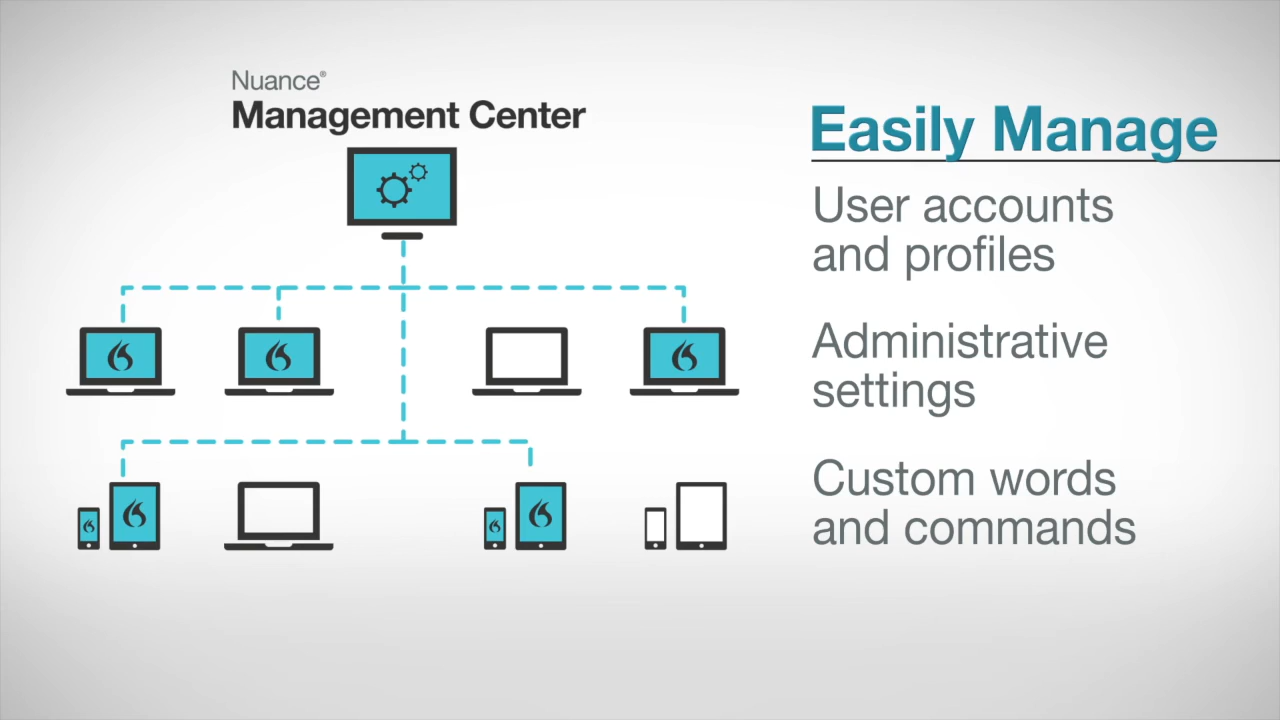 Nuance®
Management Center
Easily Manage
User accounts
and profiles
Administrative
settings
Custom words
and commands